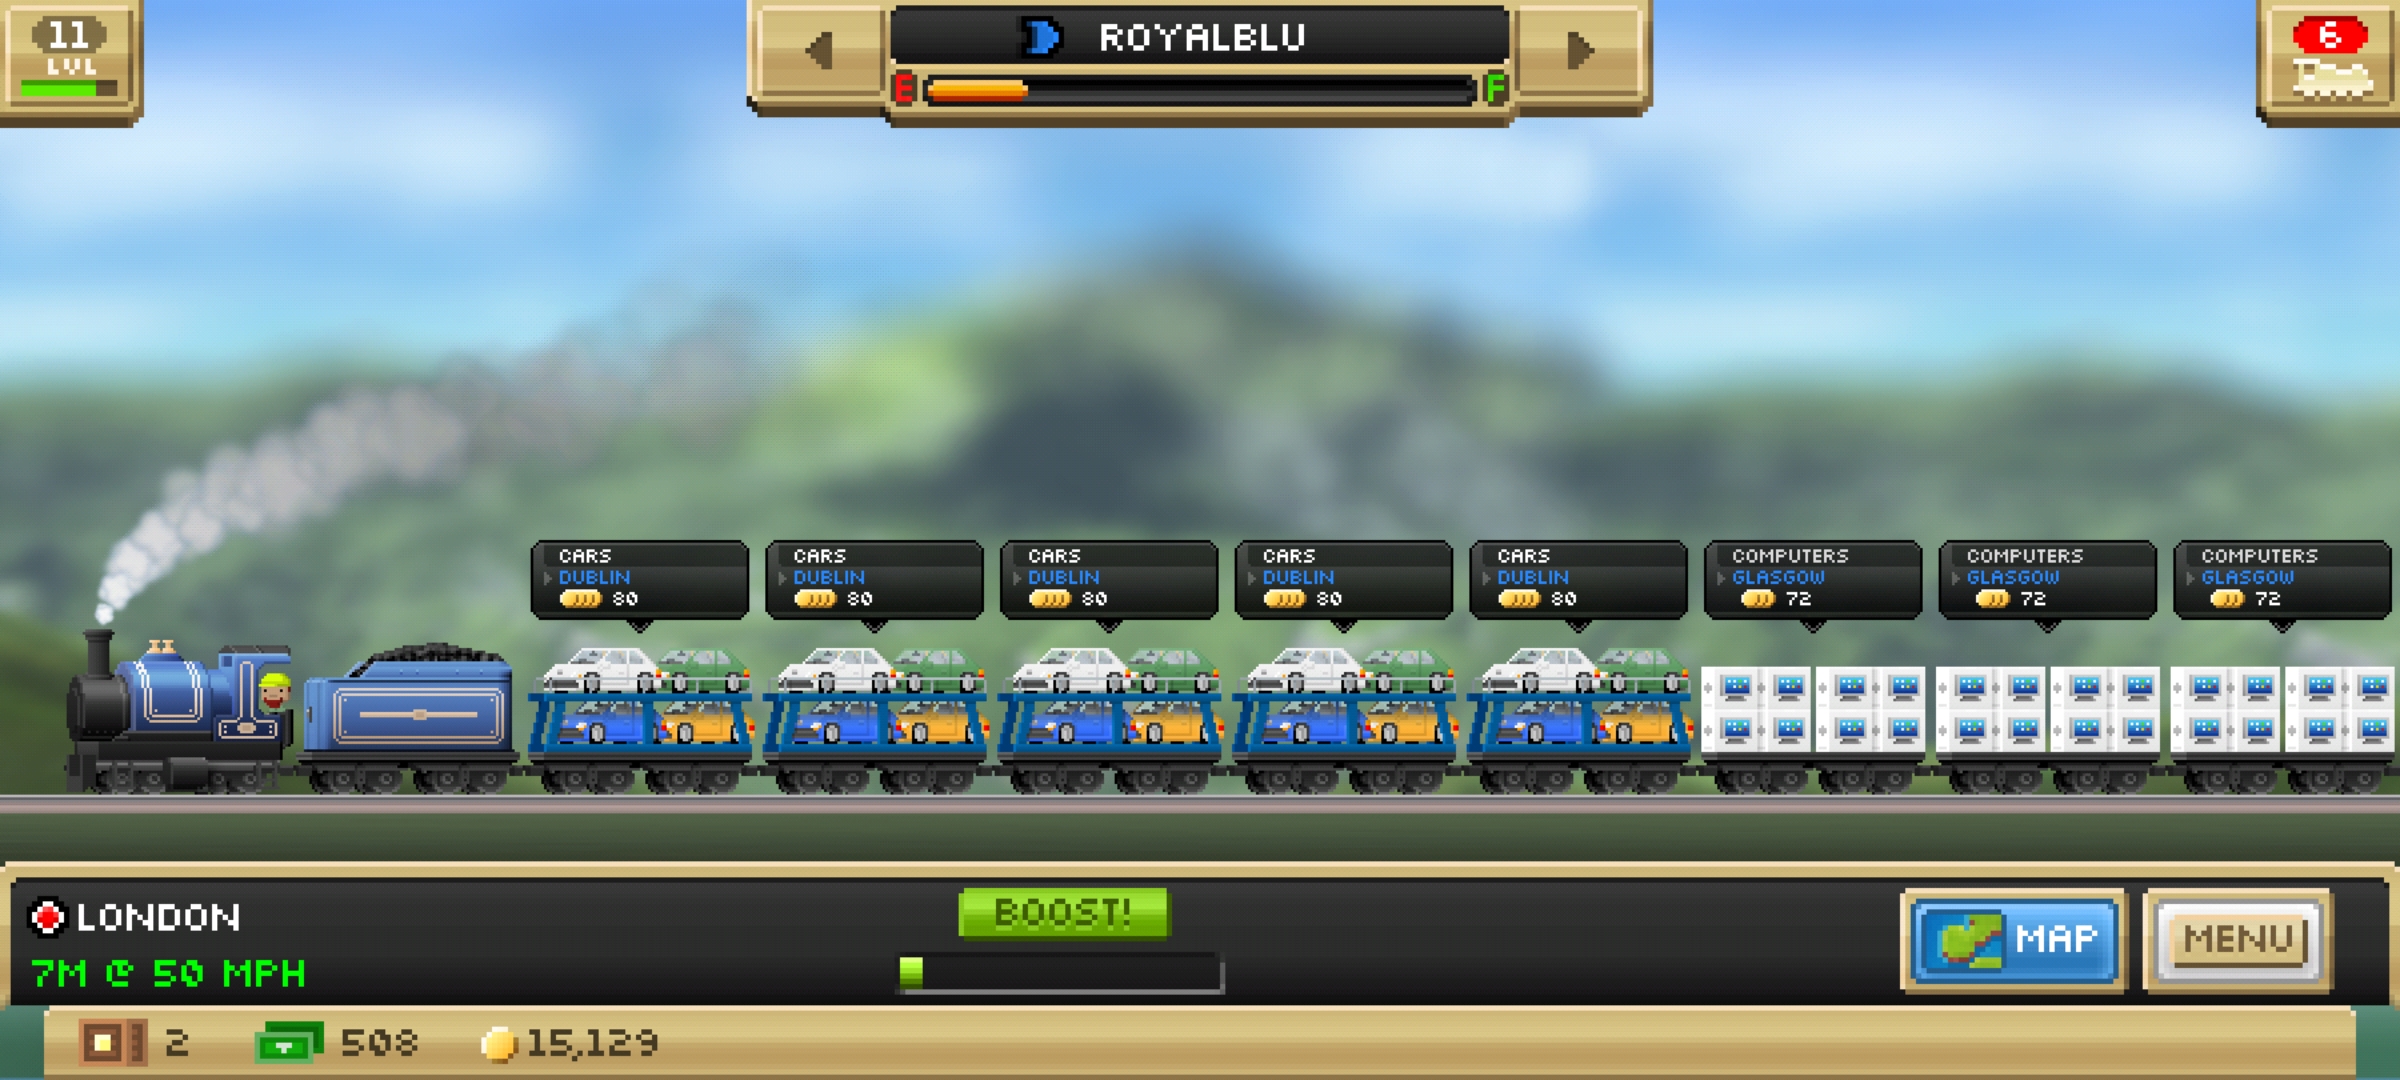 11
LVL
ROYALBLU
E F
6
CARS
DUBLIN
80
CARS
DUBLIN
80
CARS
DUBLIN
80
CARS
DUBLIN
80
CARS
DUBLIN
80
COMPUTERS
GLASGOW
72
COMPUTERS
GLASGOW
72
COMPUTERS
GLASGOW
72
LONDON
7M @ 50 MPH
BOOST!
MAP
MENU
2 508 15,129